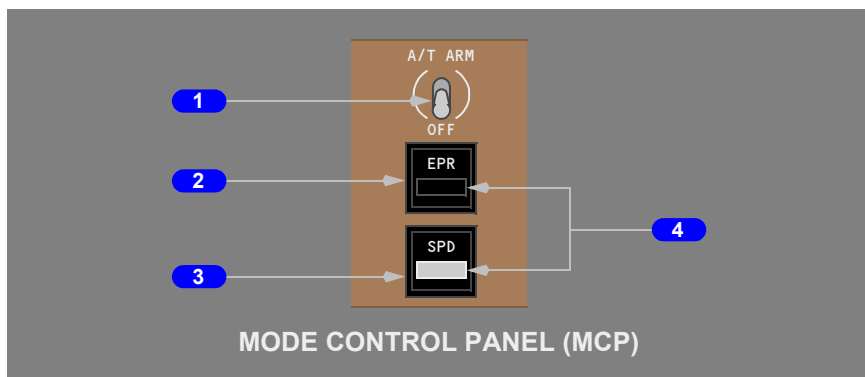 A/T ARM
1
OFF
EPR
2
4
SPD
3
MODE CONTROL PANEL (MCP)